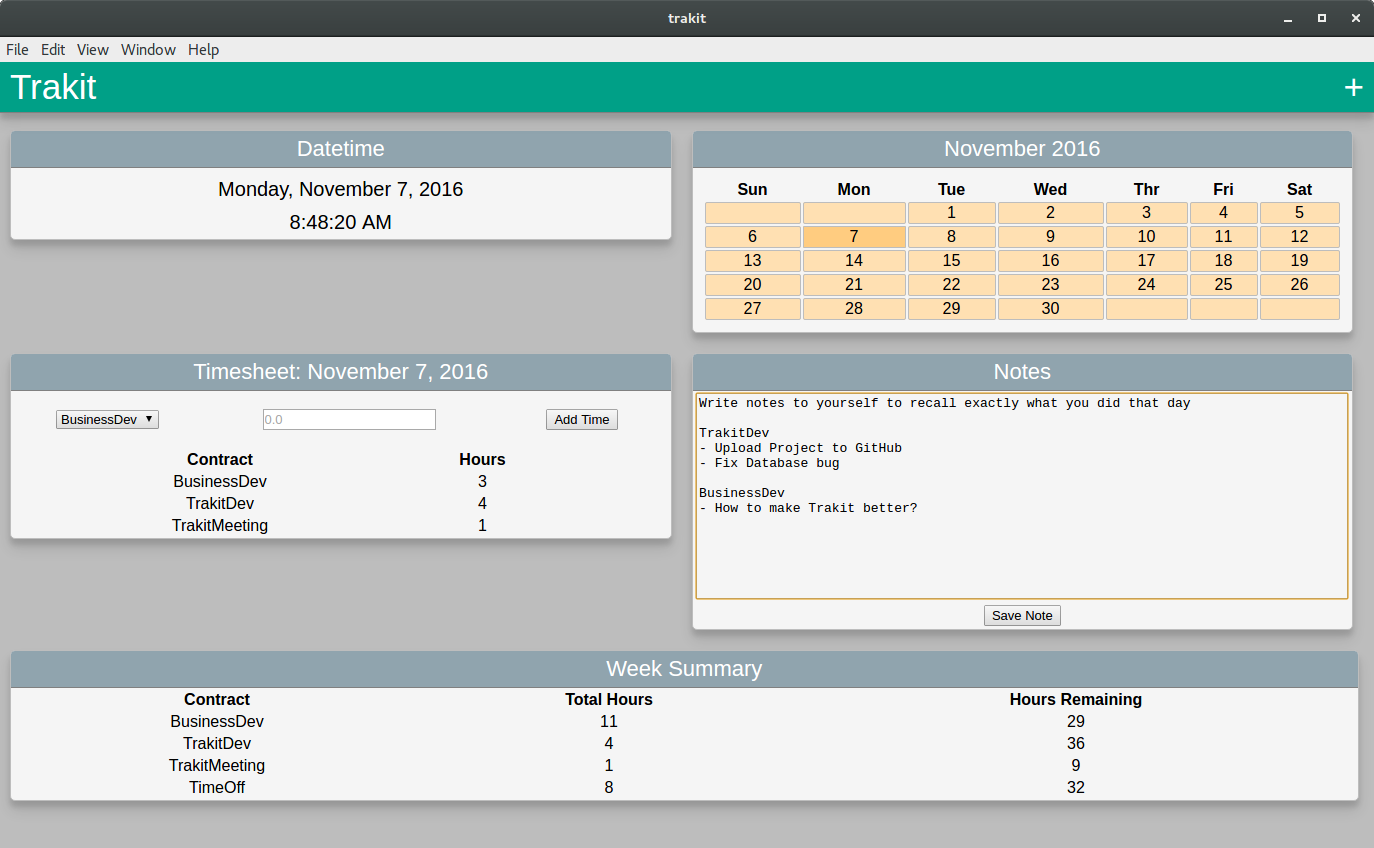 trakit
File Edit View Window Help
Trakit +
Datetime
Monday, November 7, 2016
8:48:20 AM
November 2016
Sun Mon Tue Wed Thr Fri Sat
1 2 3 4 5
6 7 8 9 10 11 12
13 14 15 16 17 18 19
20 21 22 23 24 25 26
27 28 29 30
Timesheet: November 7, 2016
BusinessDev 0.0 Add Time
Contract Hours
BusinessDev 3
TrakitDev 4
TrakitMeeting 1
Notes
Write notes to yourself to recall exactly what you did that day
TrakitDev
- Upload Project to GitHub
- Fix Database bug
BusinessDev
- How to make Trakit better?
Save Note
Week Summary
Contract Total Hours Hours Remaining
BusinessDev 11 29
TrakitDev 4 36
TrakitMeeting 1 9
TimeOff 8 32